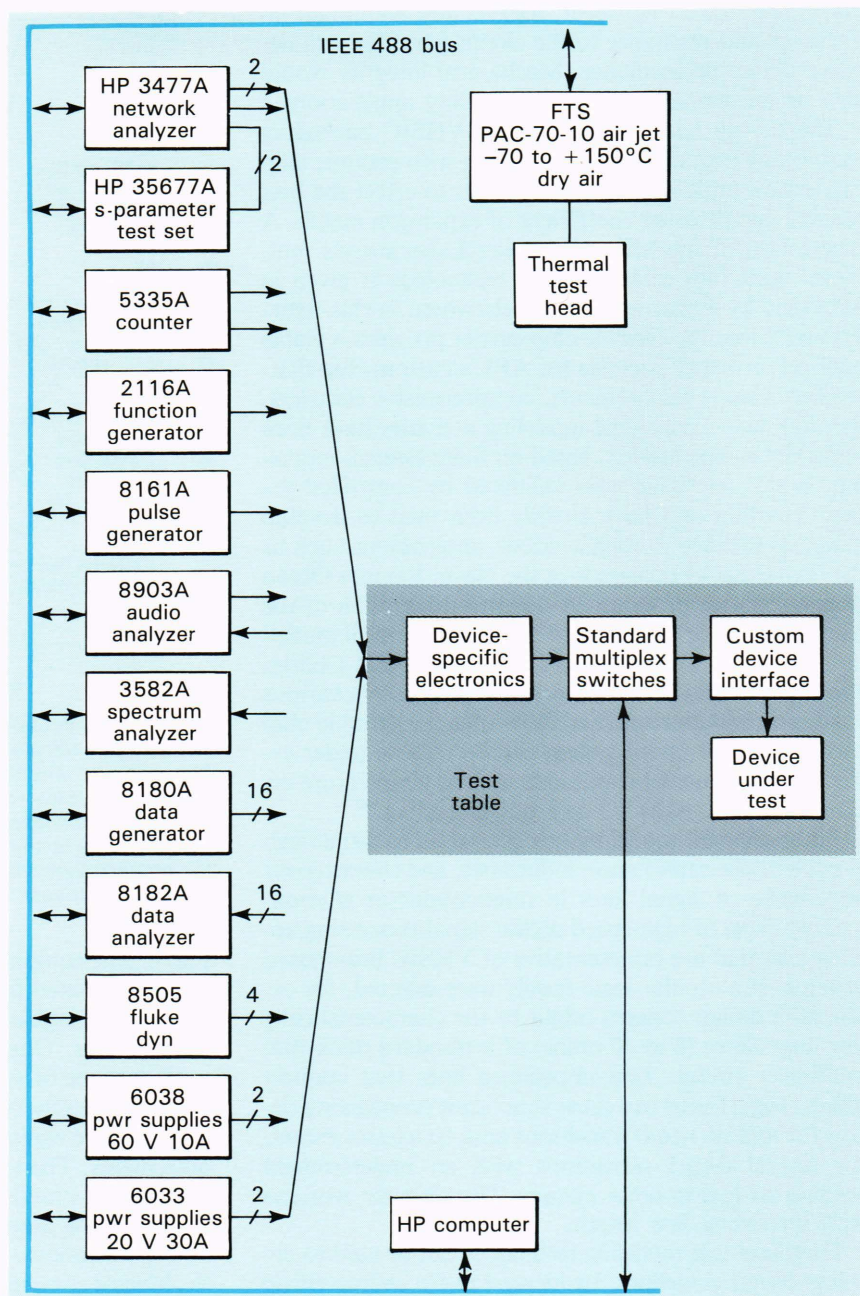 IEEE 488 bus
HP 3477A
network
analyzer
2
2
HP 35677A
s-parameter
test set
5335A
counter
2116A
function
generator
8161A
pulse
generator
8903A
audio
analyzer
3582A
spectrum
analyzer
8180A
data
generator
16
8182A
data
analyzer
16
8505
fluke
dyn
4
6038
pwr supplies
60 V 10A
2
6033
pwr supplies
20 V 30A
2
FTS
PAC-70-10 air jet
–70 to +150°C
dry air
Thermal
test
head
Device-
specific
electronics
Standard
multiplex
switches
Custom
device
interface
Device
under
test
Test
table
HP computer